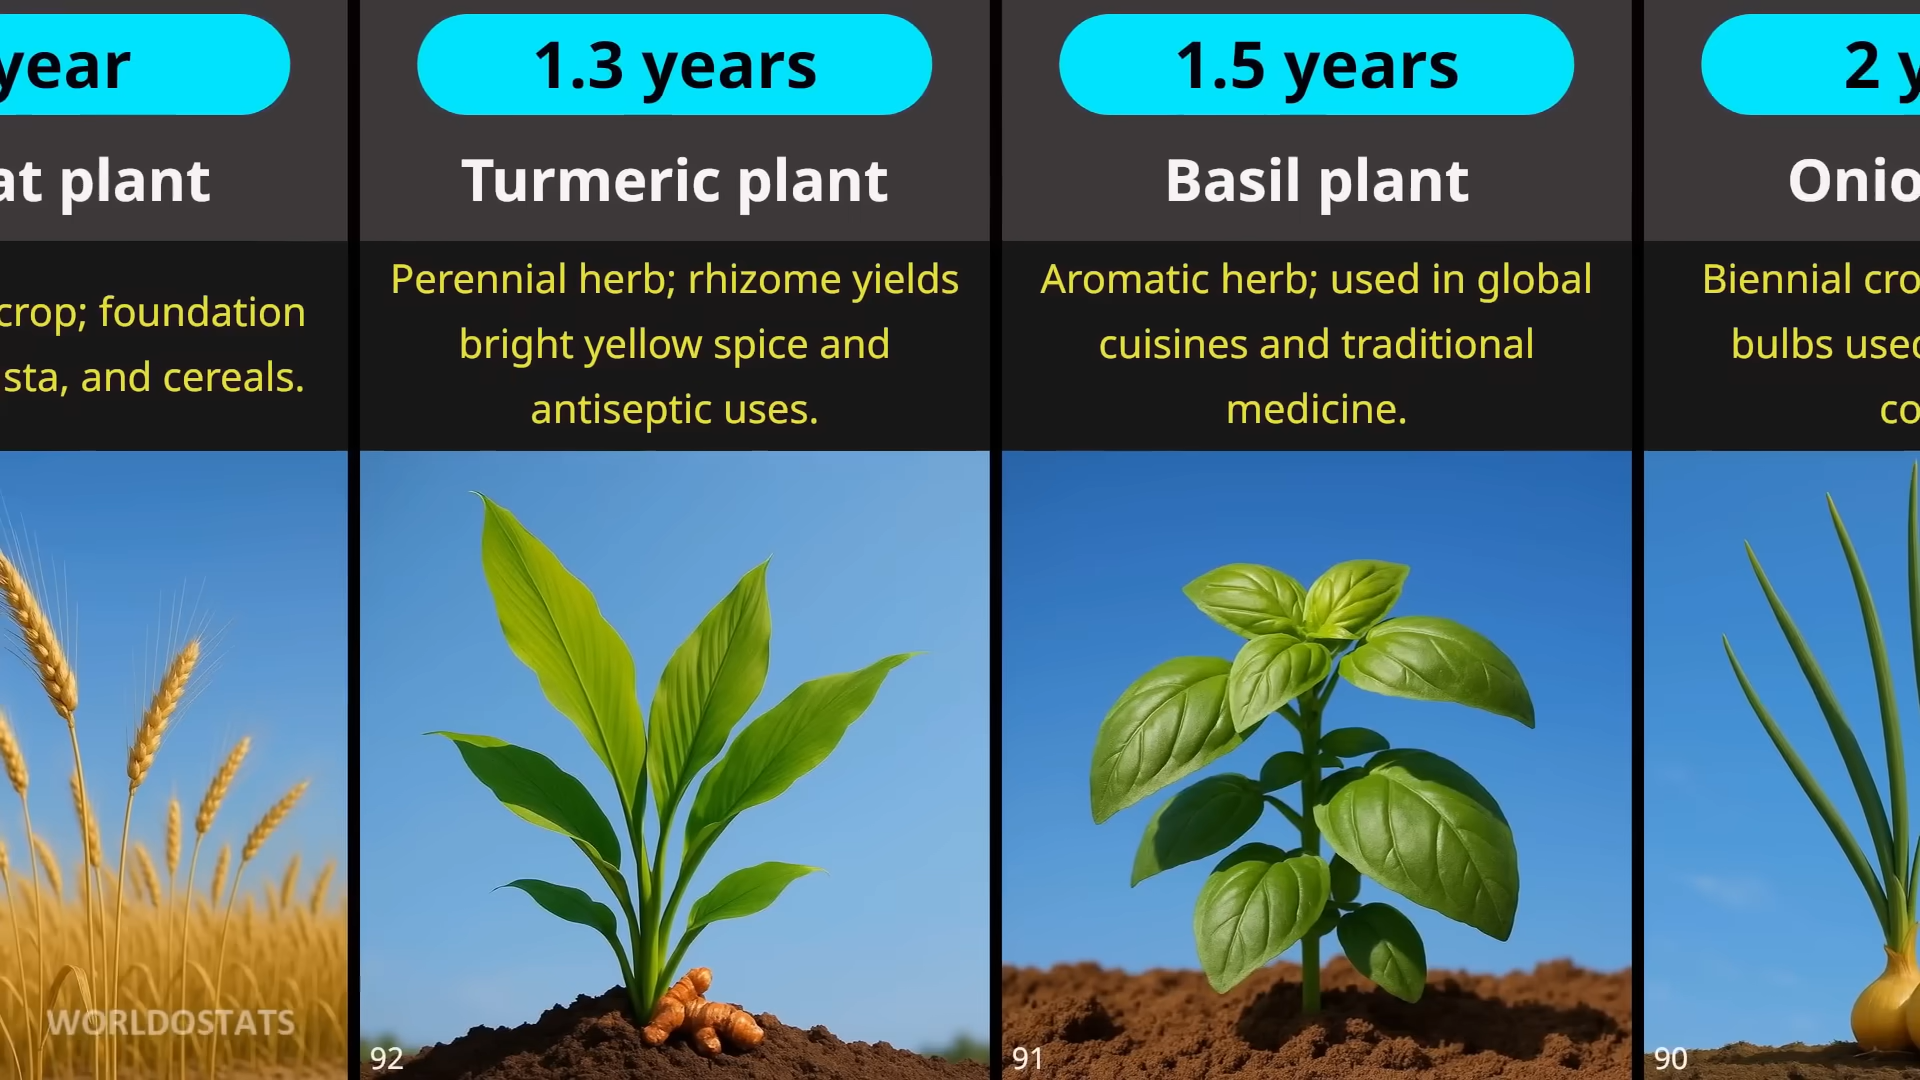 year
at plant
crop; foundation
sta, and cereals.
WORLDOSTATS
1.3 years
Turmeric plant
Perennial herb; rhizome yields
bright yellow spice and
antiseptic uses.
92
1.5 years
Basil plant
Aromatic herb; used in global
cuisines and traditional
medicine.
91
2 y
Onio
Biennial cro
bulbs used
co
90